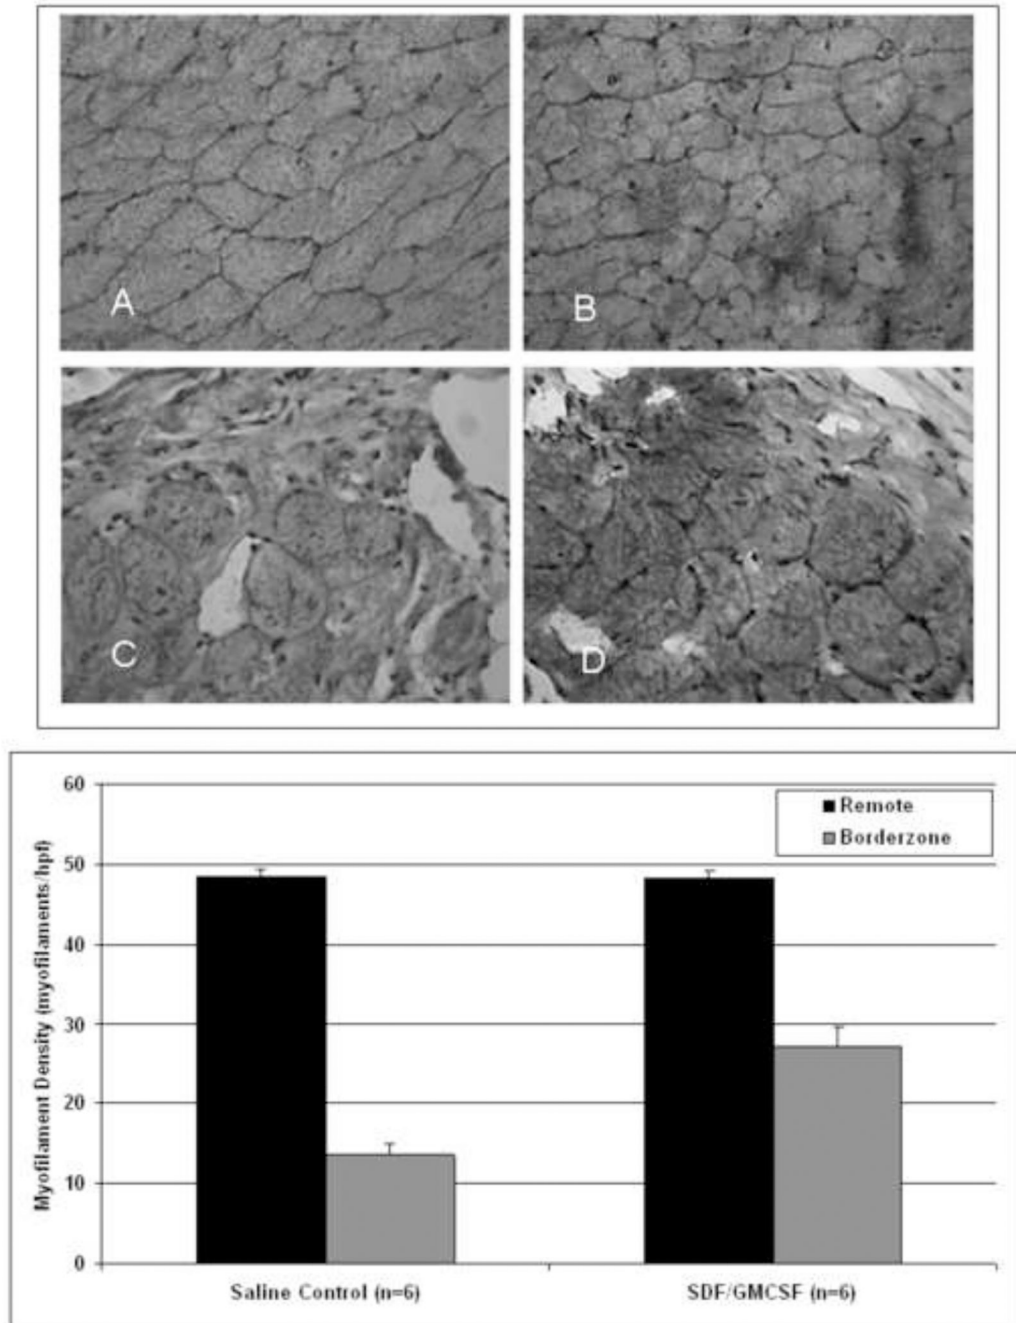 A
B
C
D
60
50
40
30
20
10
0
Myofilament Density (myofilaments/hpf)
Remote
Borderzone
Saline Control (n=6)
SDF/GMCSF (n=6)